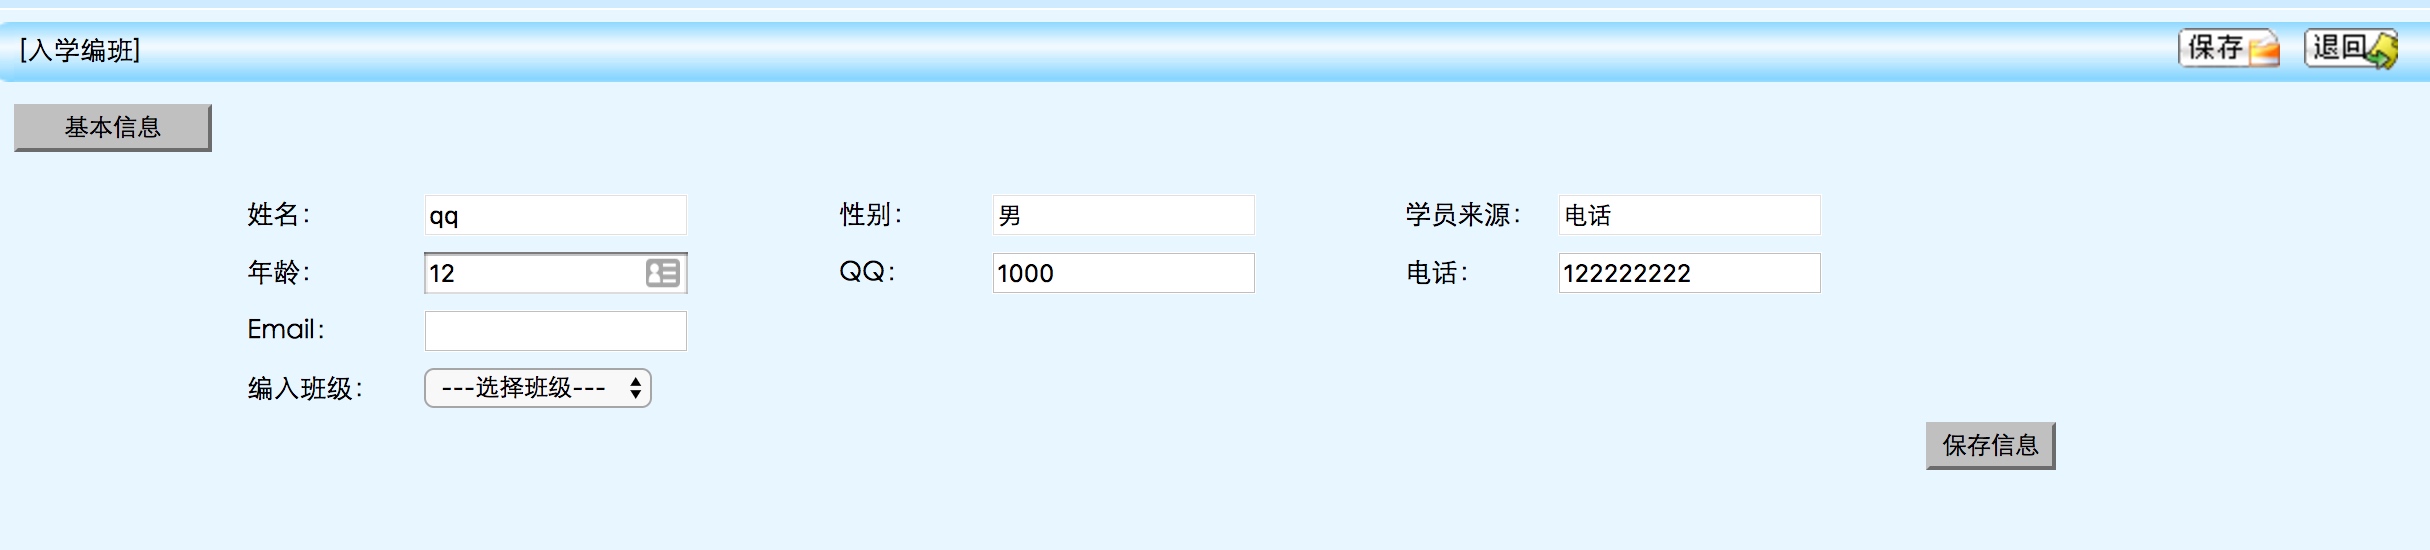 [入学编班] 保存 退回
基本信息
姓名： qq 性别： 男 学员来源： 电话
年龄： 12 QQ： 1000 电话： 122222222
Email：
编入班级： ---选择班级---
保存信息